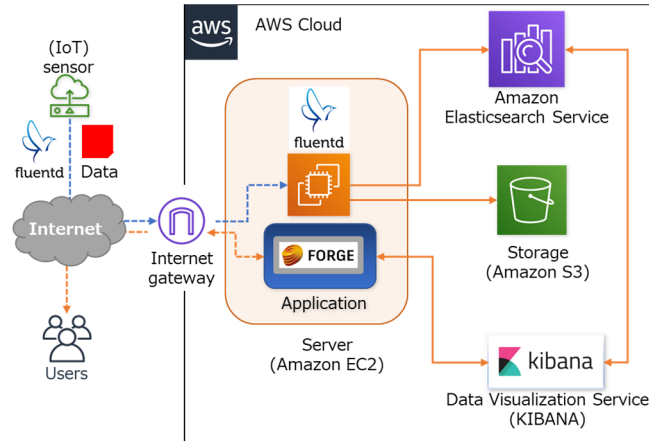 aws
AWS Cloud
(IoT)
sensor
fluentd
Data
Internet
Users
Internet
gateway
fluentd
FORGE
Application
Server
(Amazon EC2)
Amazon
Elasticsearch Service
Storage
(Amazon S3)
kibana
Data Visualization Service
(KIBANA)